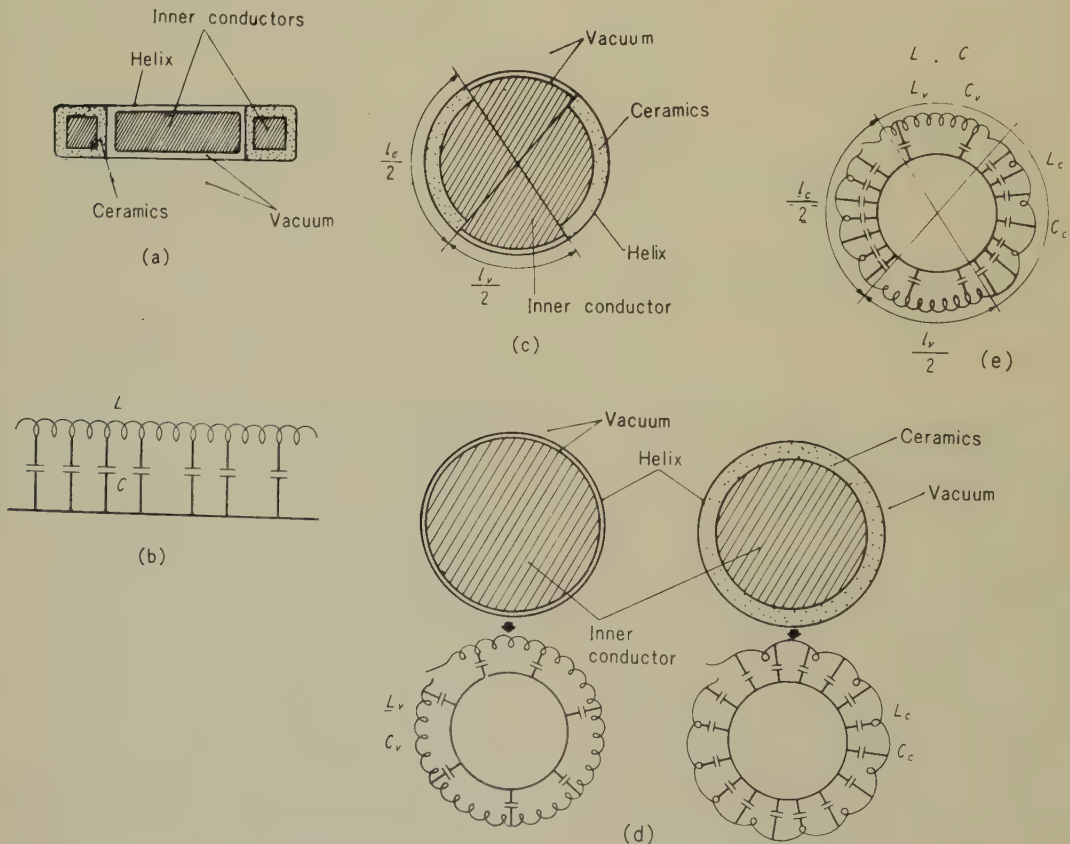 Inner conductors
Helix
Ceramics
Vacuum
(a)
L
C
(b)
Vacuum
Ceramics
l_c/2
l_v/2
Helix
Inner conductor
(c)
Vacuum
Helix
Ceramics
Vacuum
Inner
conductor
L_v
C_v
L_c
C_c
(d)
L . C
L_v C_v
L_c
l_c/2
C_c
l_v/2
(e)